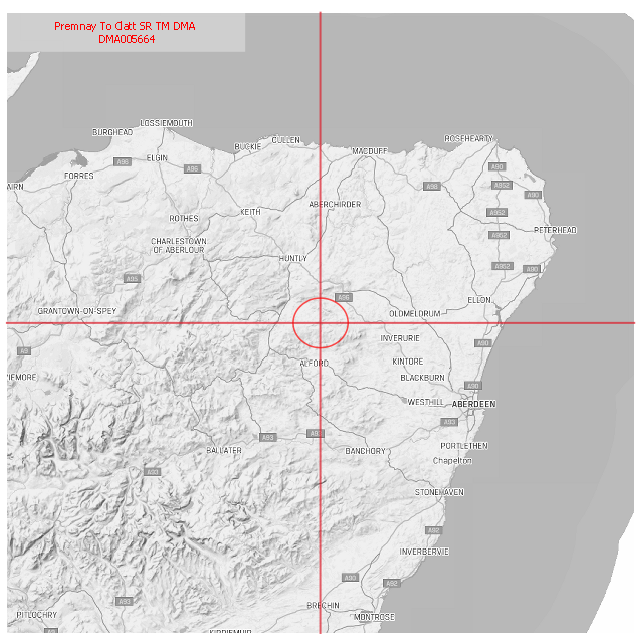 Premnay To Clatt SR TM DMA
DMA005664
LOSSIEMOUTH
BURGHEAD
ROSEHEARTY
CULLEN
BUCKIE
MACDUFF
ELGIN
A96
A90
A96
FORRES
A952
AIRN
A98
A90
ABERCHIRDER
KEITH
A952
ROTHES
PETERHEAD
A952
CHARLESTOWN
OF ABERLOUR
HUNTLY
A952
A90
A95
A96
ELLON
GRANTOWN-ON-SPEY
OLDMELDRUM
INVERURIE
A90
A9
KINTORE
ALFORD
VIEMORE
BLACKBURN
A90
WESTHILL
ABERDEEN
A90
A93
PORTLETHEN
BALLATER
BANCHORY
Chapelton
A93
STONEHAVEN
A92
INVERBERVIE
A90
A92
A93
BRECHIN
PITLOCHRY
MONTROSE
KIRRIEMUIR